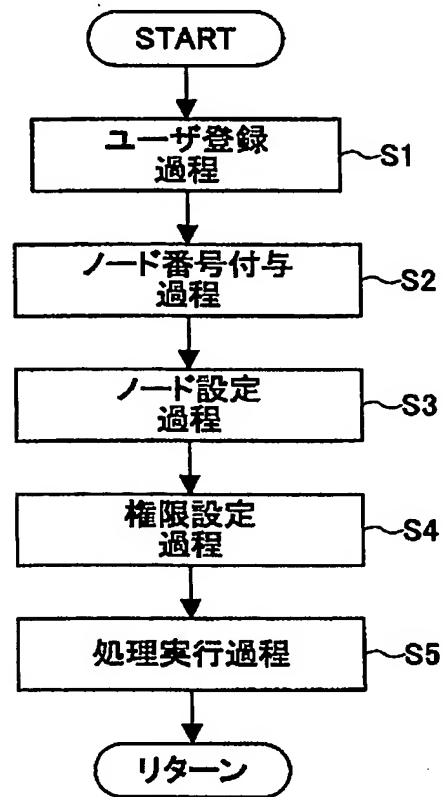 START
ユーザ登録
過程
S1
ノード番号付与
過程
S2
ノード設定
過程
S3
権限設定
過程
S4
処理実行過程
S5
リターン